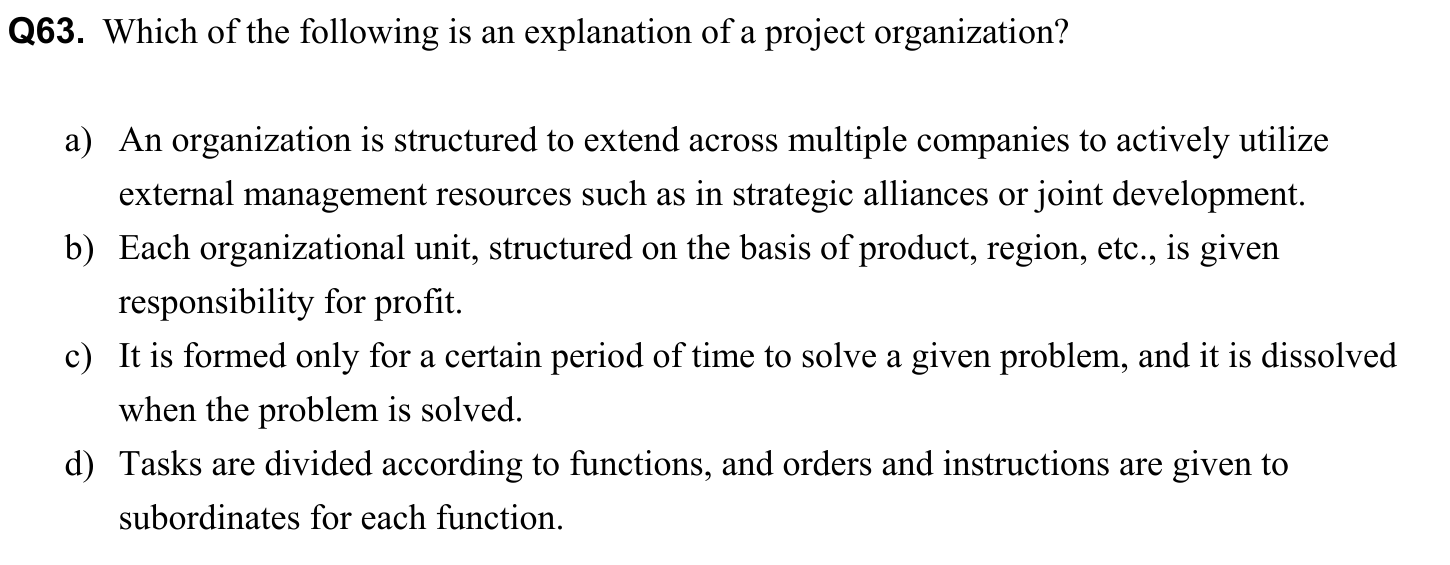 Q63. Which of the following is an explanation of a project organization?
a) An organization is structured to extend across multiple companies to actively utilize
external management resources such as in strategic alliances or joint development.
b) Each organizational unit, structured on the basis of product, region, etc., is given
responsibility for profit.
c) It is formed only for a certain period of time to solve a given problem, and it is dissolved
when the problem is solved.
d) Tasks are divided according to functions, and orders and instructions are given to
subordinates for each function.